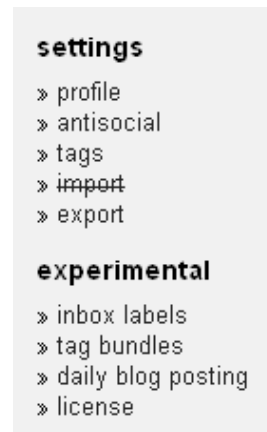 settings
» profile
» antisocial
» tags
» import
» export
experimental
» inbox labels
» tag bundles
» daily blog posting
» license